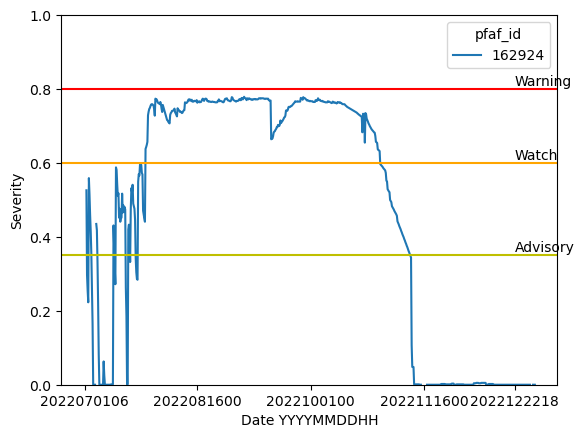 1.0
pfaf_id
162924
0.8
Warning
0.6
Watch
Severity
0.4
Advisory
0.2
0.0
2022070106 2022081600 2022100100 2022111600 2022122218
Date YYYYMMDDHH